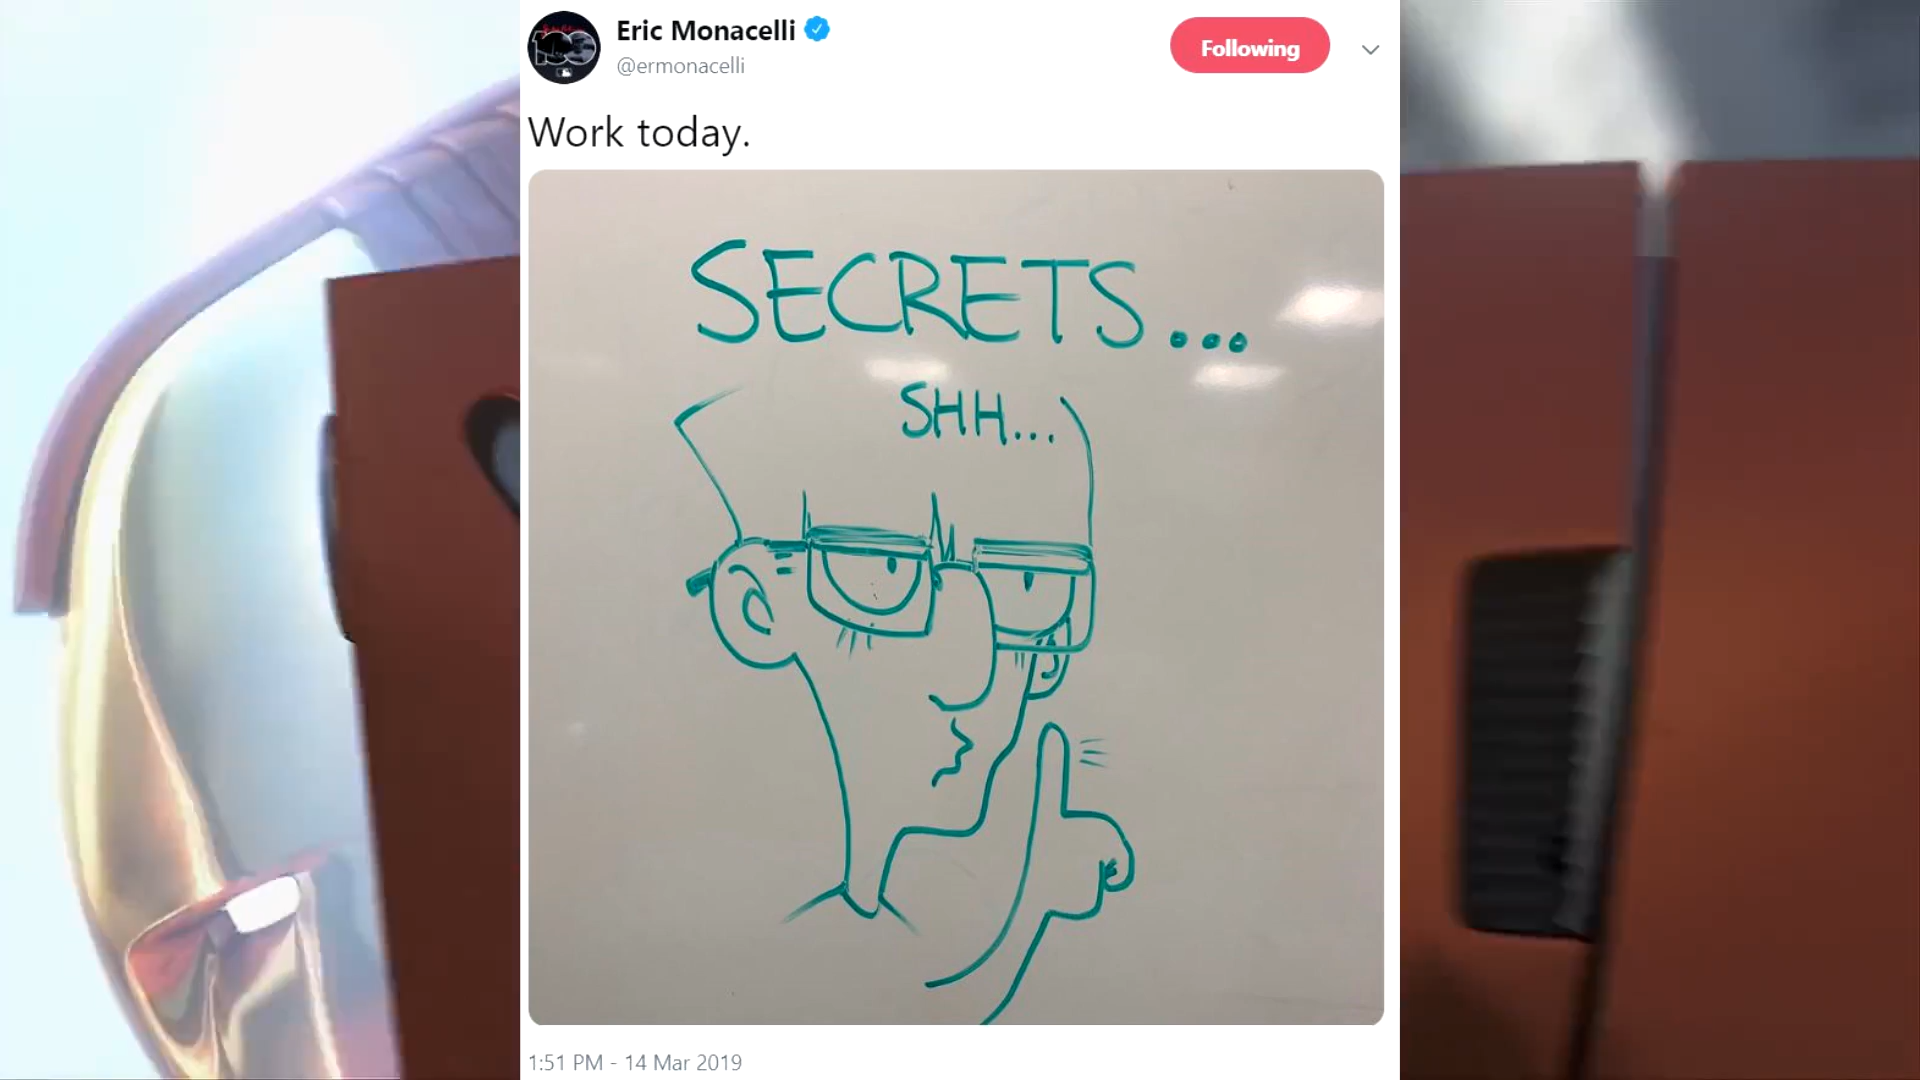 Eric Monacelli
@ermonacelli
Following
Work today.
SECRETS...
SHH...
1:51 PM - 14 Mar 2019